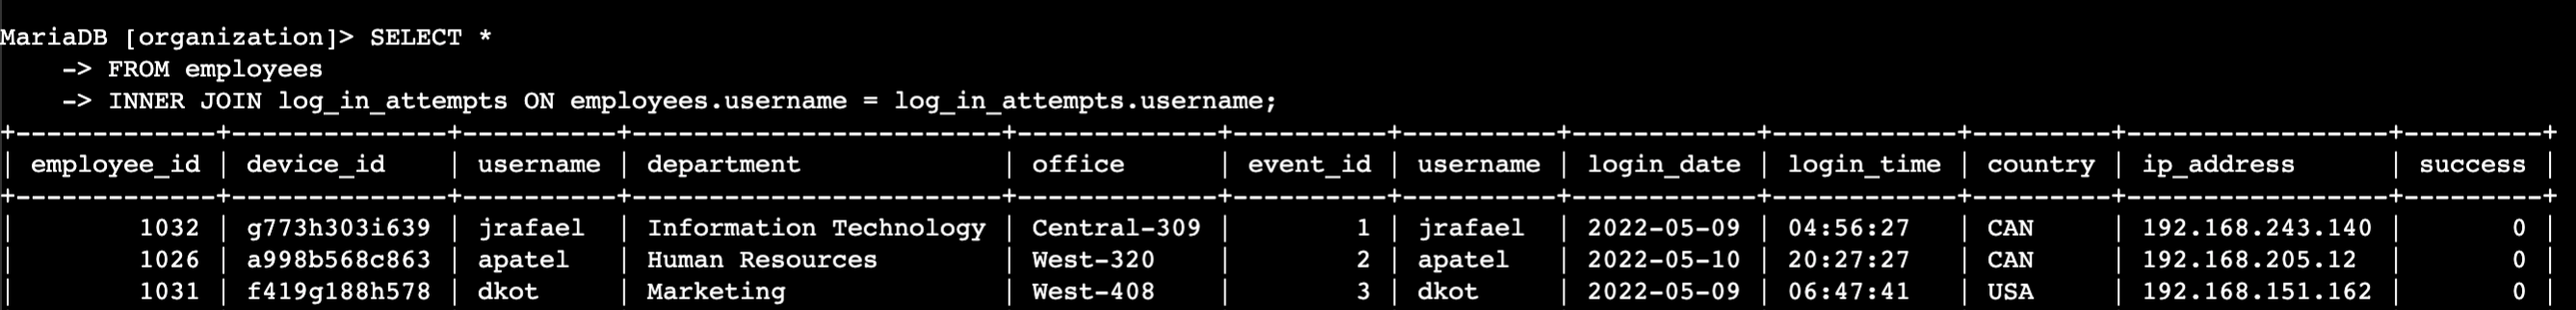 MariaDB [organization]> SELECT *
    -> FROM employees
    -> INNER JOIN log_in_attempts ON employees.username = log_in_attempts.username;
+-------------+--------------+----------+------------------------+-------------+----------+----------+------------+------------+---------+-----------------+---------+
| employee_id | device_id    | username | department             | office      | event_id | username | login_date | login_time | country | ip_address      | success |
+-------------+--------------+----------+------------------------+-------------+----------+----------+------------+------------+---------+-----------------+---------+
|        1032 | g773h303i639 | jrafael  | Information Technology | Central-309 |        1 | jrafael  | 2022-05-09 | 04:56:27   | CAN     | 192.168.243.140 |       0 |
|        1026 | a998b568c863 | apatel   | Human Resources        | West-320    |        2 | apatel   | 2022-05-10 | 20:27:27   | CAN     | 192.168.205.12  |       0 |
|        1031 | f419g188h578 | dkot     | Marketing              | West-408    |        3 | dkot     | 2022-05-09 | 06:47:41   | USA     | 192.168.151.162 |       0 |